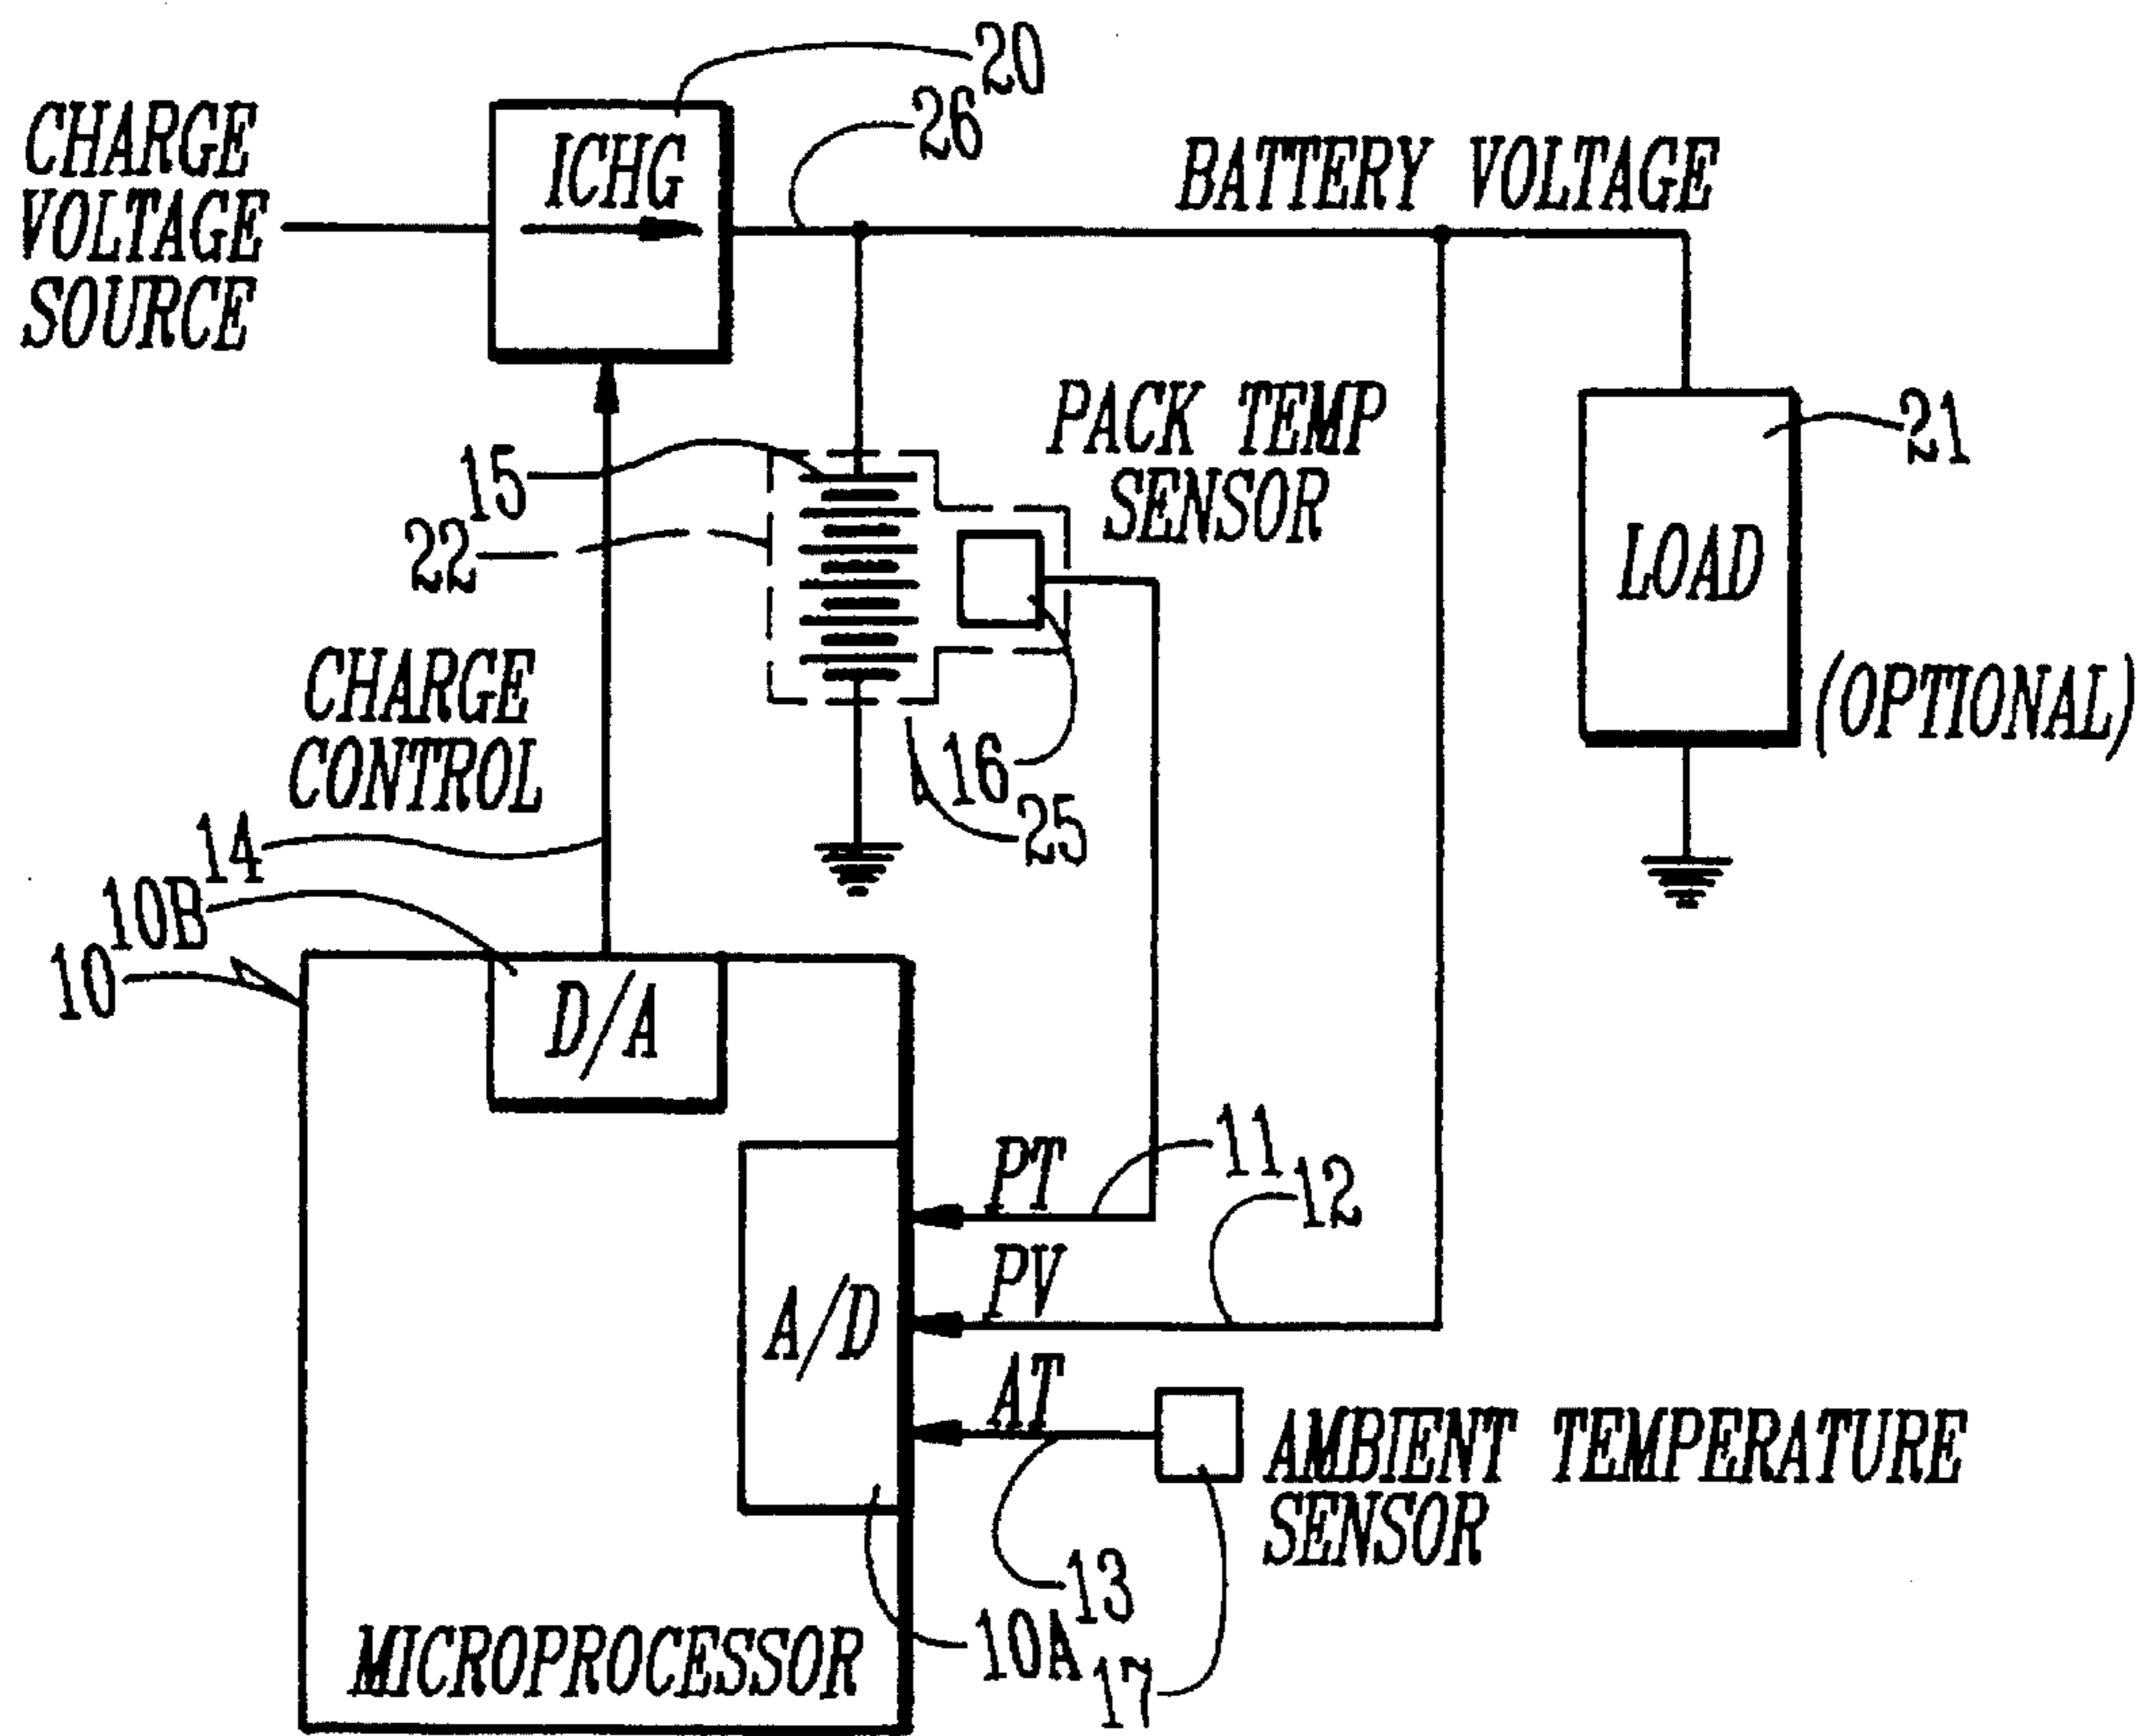 20
26
CHARGE
VOLTAGE
SOURCE
ICHG
BATTERY VOLTAGE
PACK TEMP
SENSOR
21
15
22
LOAD
CHARGE
CONTROL
(OPTIONAL)
16
25
14
10B
10
D/A
11
PT
12
PV
A/D
AT
AMBIENT TEMPERATURE
SENSOR
13
10A
MICROPROCESSOR
17